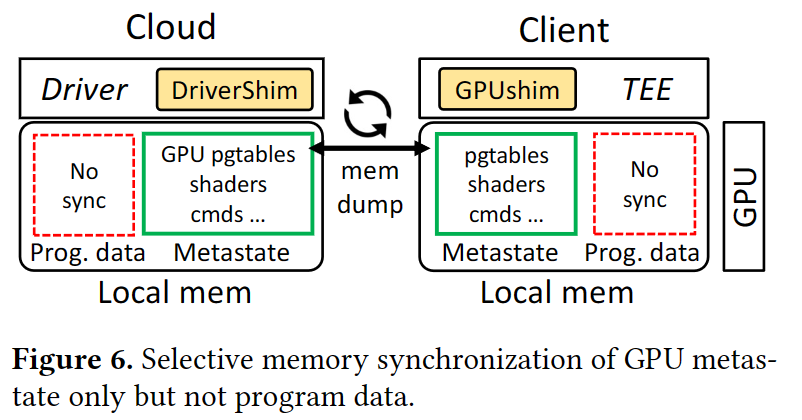 Cloud
Client
Driver
DriverShim
GPUshim
TEE
No
sync
GPU pgtables
shaders
cmds ...
mem
dump
pgtables
shaders
cmds ...
No
sync
GPU
Prog. data
Metastate
Metastate
Prog. data
Local mem
Local mem
Figure 6. Selective memory synchronization of GPU metas-
tate only but not program data.